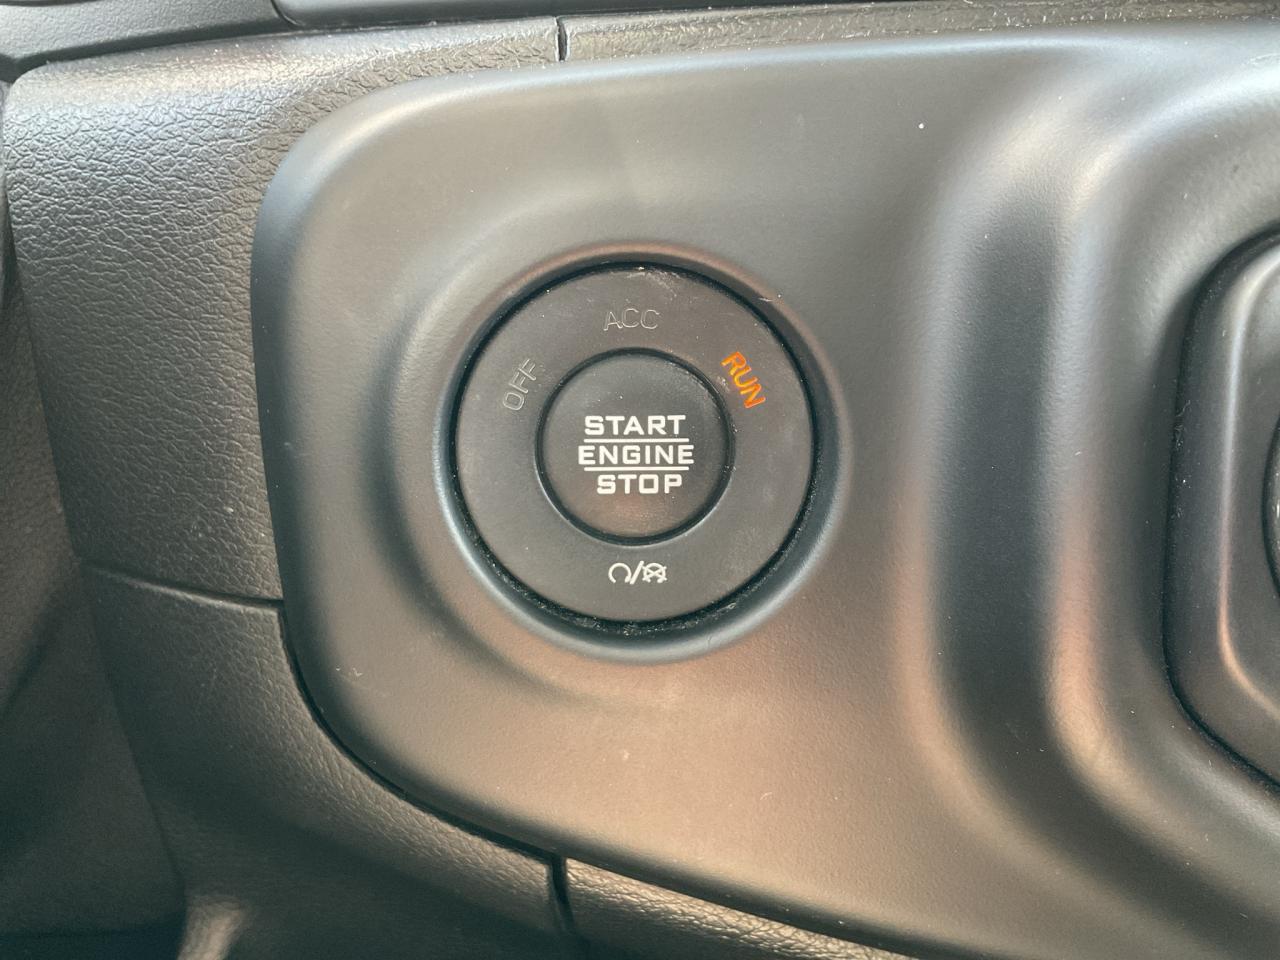 ACC
OFF
RUN
START
ENGINE
STOP